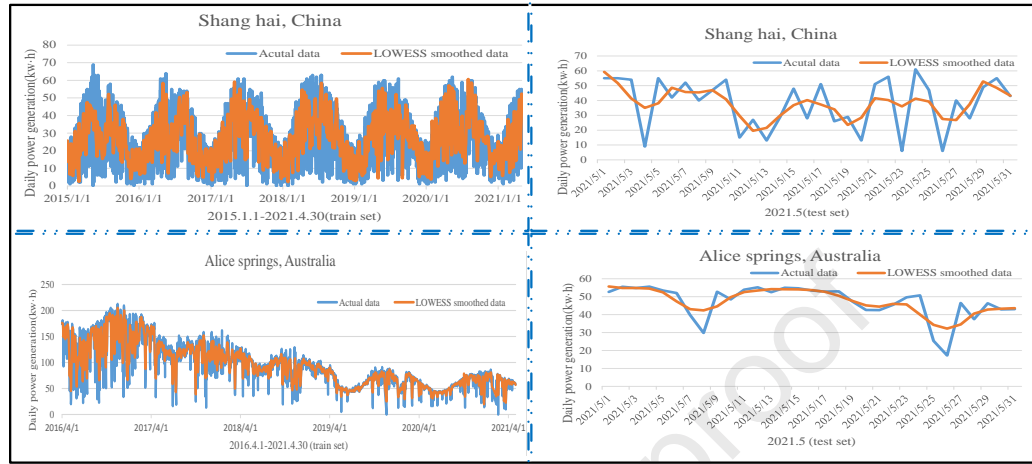 Shang hai, China
Acutal data LOWESS smoothed data
Daily power generation(kw·h)
80
70
60
50
40
30
20
10
0
2015/1/1 2016/1/1 2017/1/1 2018/1/1 2019/1/1 2020/1/1 2021/1/1
2015.1.1-2021.4.30(train set)
Shang hai, China
Acutal data LOWESS smoothed data
Daily power generation(kw·h)
70
60
50
40
30
20
10
0
2021/5/1 2021/5/3 2021/5/5 2021/5/7 2021/5/9 2021/5/11 2021/5/13 2021/5/15 2021/5/17 2021/5/19 2021/5/21 2021/5/23 2021/5/25 2021/5/27 2021/5/29 2021/5/31
2021.5(test set)
Alice springs, Australia
Actual data LOWESS smoothed data
Daily power generation(kw·h)
250
200
150
100
50
0
2016/4/1 2017/4/1 2018/4/1 2019/4/1 2020/4/1 2021/4/1
2016.4.1-2021.4.30 (train set)
Alice springs, Australia
Actual data LOWESS smoothed data
Daily power generation(kw·h)
60
50
40
30
20
10
0
2021/5/1 2021/5/3 2021/5/5 2021/5/7 2021/5/9 2021/5/11 2021/5/13 2021/5/15 2021/5/17 2021/5/19 2021/5/21 2021/5/23 2021/5/25 2021/5/27 2021/5/29 2021/5/31
2021.5 (test set)
proof